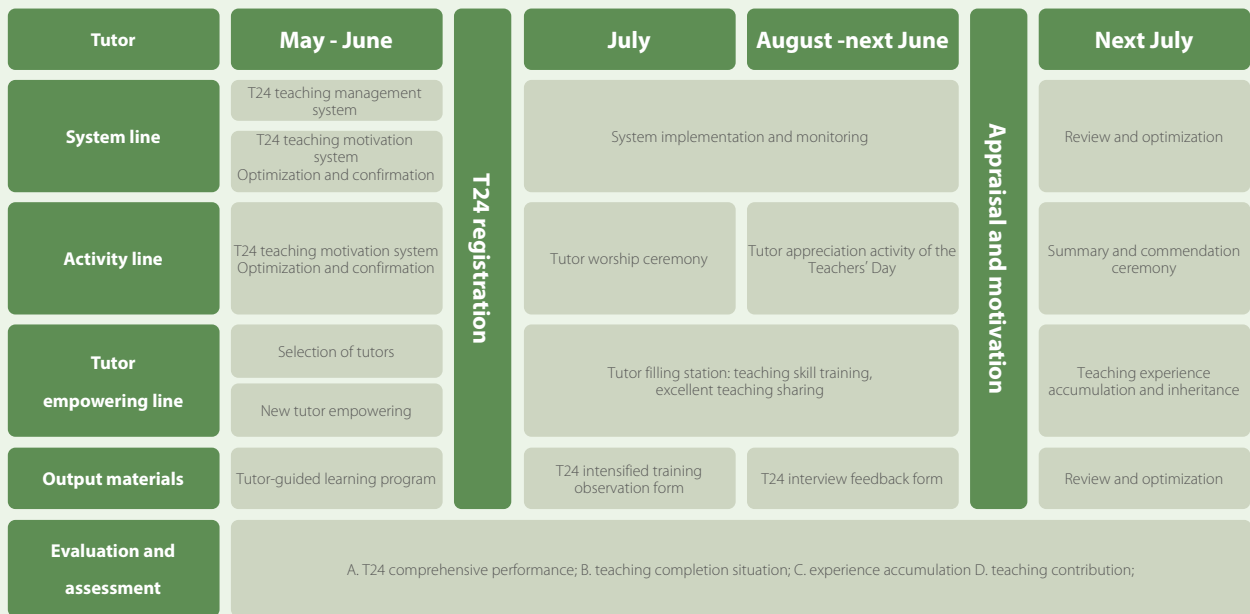 Tutor
May - June
July
August -next June
Next July
T24 registration
Appraisal and motivation
System line
T24 teaching management
system
T24 teaching motivation
system
Optimization and confirmation
System implementation and monitoring
Review and optimization
Activity line
T24 teaching motivation system
Optimization and confirmation
Tutor worship ceremony
Tutor appreciation activity of the
Teachers’ Day
Summary and commendation
ceremony
Tutor
empowering line
Selection of tutors
New tutor empowering
Tutor filling station: teaching skill training,
excellent teaching sharing
Teaching experience
accumulation and inheritance
Output materials
Tutor-guided learning program
T24 intensified training
observation form
T24 interview feedback form
Review and optimization
Evaluation and
assessment
A. T24 comprehensive performance; B. teaching completion situation; C. experience accumulation D. teaching contribution;